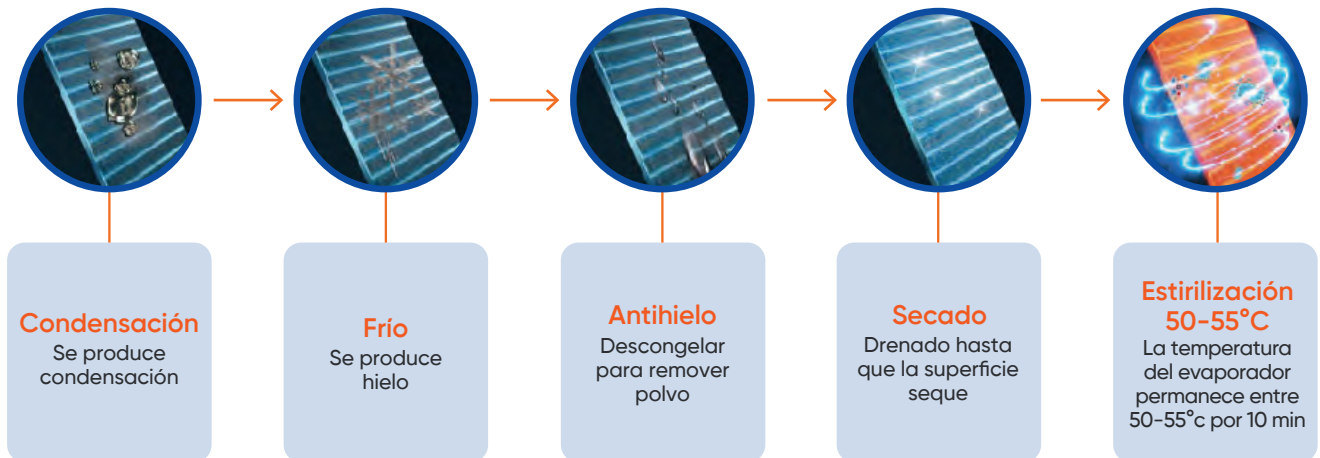 Condensación
Se produce
condensación
Frío
Se produce
hielo
Antihielo
Descongelar
para remover
polvo
Secado
Drenado hasta
que la superficie
seque
Estirilización
50-55°C
La temperatura
del evaporador
permanece entre
50-55°c por 10 min